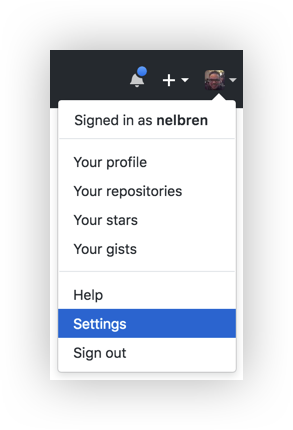 Signed in as nelbren
Your profile
Your repositories
Your stars
Your gists
Help
Settings
Sign out